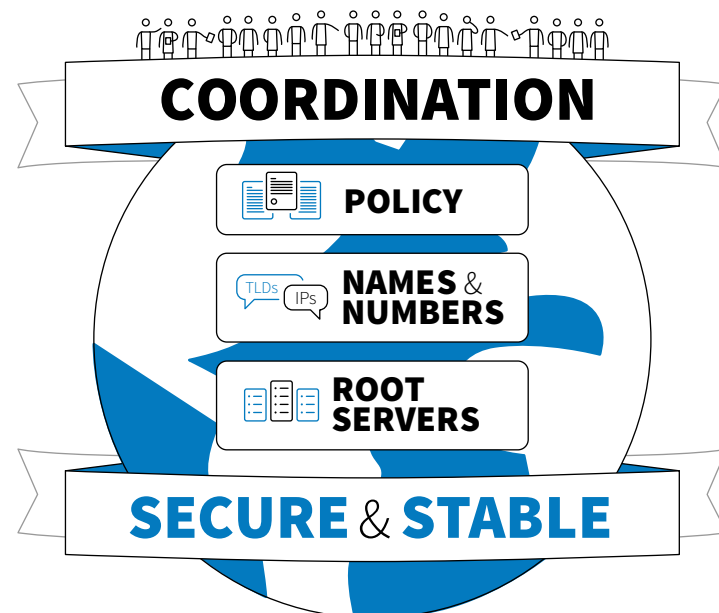 COORDINATION
POLICY
TLDs
IPs
NAMES &
NUMBERS
ROOT
SERVERS
SECURE & STABLE